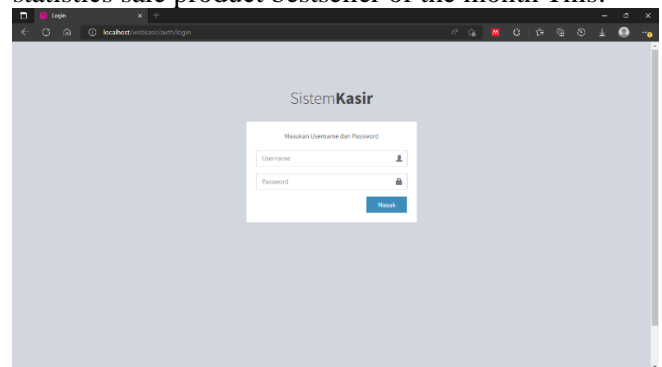 statistics sale product bestseller of the month This.
Login
localhost/webkasir/auth/login
SistemKasir
Masukan Username dan Password
Username
Password
Masuk